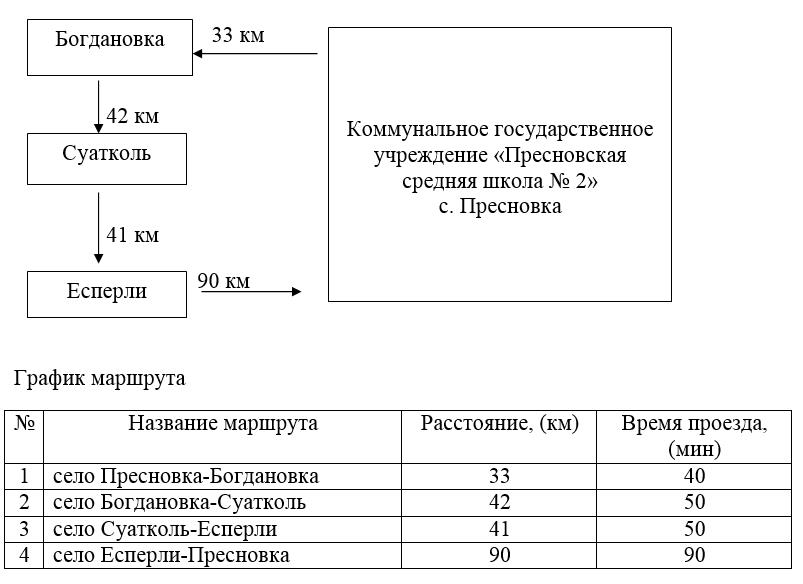 Богдановка
33 км
42 км
Суатколь
41 км
Есперли
90 км
Коммунальное государственное
учреждение «Пресновская
средняя школа № 2»
с. Пресновка
График маршрута
№ Название маршрута Расстояние, (км) Время проезда,
(мин)
1 село Пресновка-Богдановка 33 40
2 село Богдановка-Суатколь 42 50
3 село Суатколь-Есперли 41 50
4 село Есперли-Пресновка 90 90